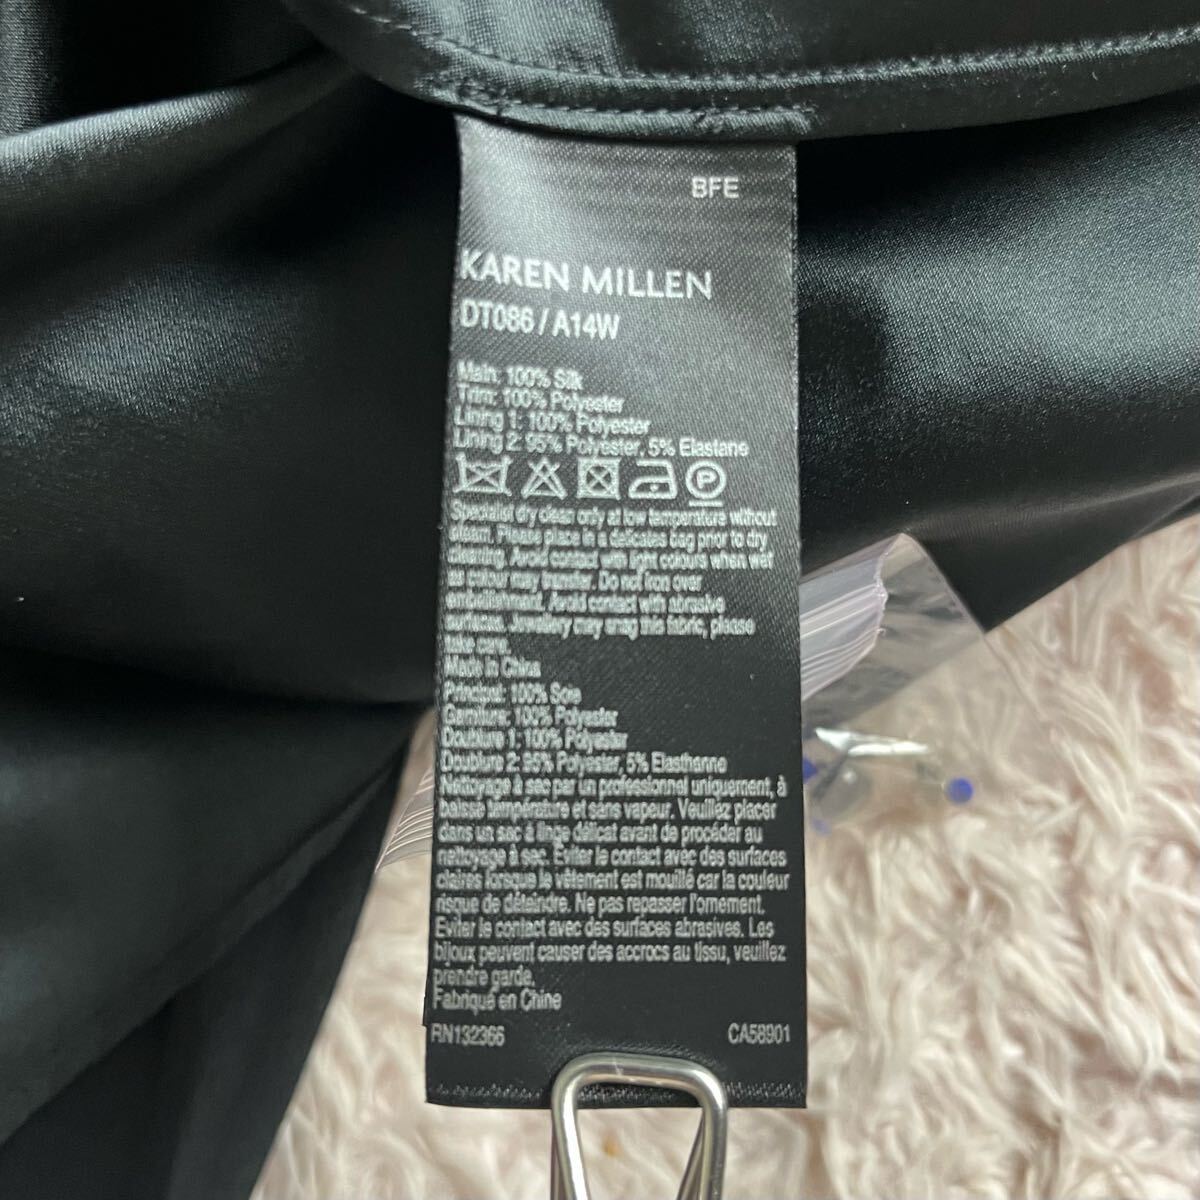 BFE
KAREN MILLEN
DT086 / A14W
Main: 100% Silk
Trim: 100% Polyester
Lining 1: 100% Polyester
Lining 2: 95% Polyester, 5% Elastane
P
Specialist dry clean only at low temperature without
steam. Please place in a delicates bag prior to dry
cleaning. Avoid contact with light colours when wet
as colour may transfer. Do not iron over
embellishment. Avoid contact with abrasive
surfaces. Jewellery may snag this fabric, please
take care.
Made in China
Principal: 100% Soie
Garniture: 100% Polyester
Doublure 1: 100% Polyester
Doublure 2: 95% Polyester, 5% Elasthanne
Nettoyage à sec par un professionnel uniquement, à
baisse température et sans vapeur. Veuillez placer
dans un sac à linge délicat avant de procéder au
nettoyage à sec. Eviter le contact avec des surfaces
claires lorsque le vêtement est mouillé car la couleur
risque de déteindre. Ne pas repasser l'ornement.
Eviter le contact avec des surfaces abrasives. Les
bijoux peuvent causer des accrocs au tissu, veuillez
prendre garde.
Fabriqué en Chine
RN132366
CA58901